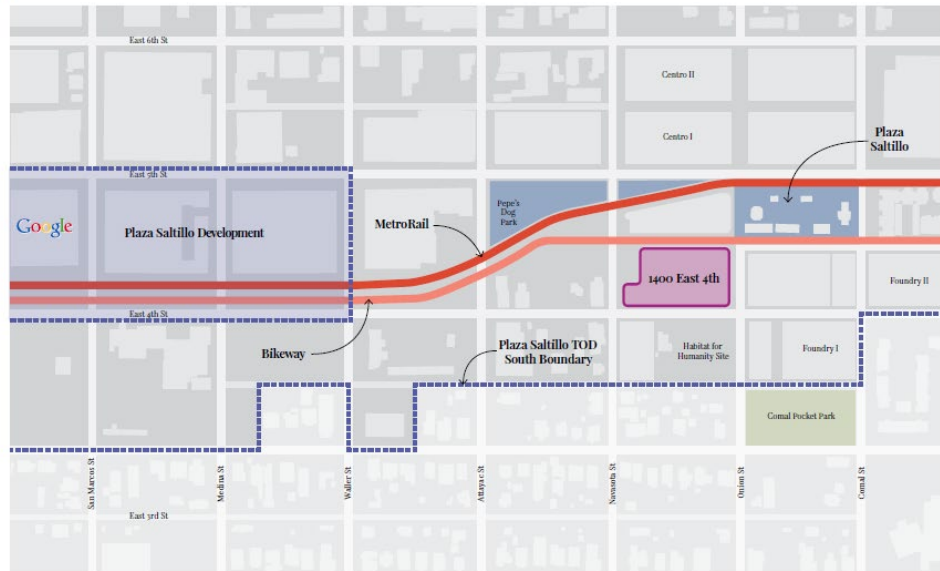 East 6th St
Centro II
Centro I
Plaza
Saltillo
East 5th St
Google
Plaza Saltillo Development
MetroRail
Pepe's
Dog
Park
1400 East 4th
Foundry II
East 4th St
Bikeway
Plaza Saltillo TOD
South Boundary
Habitat for
Humanity Site
Foundry I
Comal Pocket Park
San Marcos St
Medina St
Waller St
Attayac St
Navasota St
Onion St
Comal St
East 3rd St